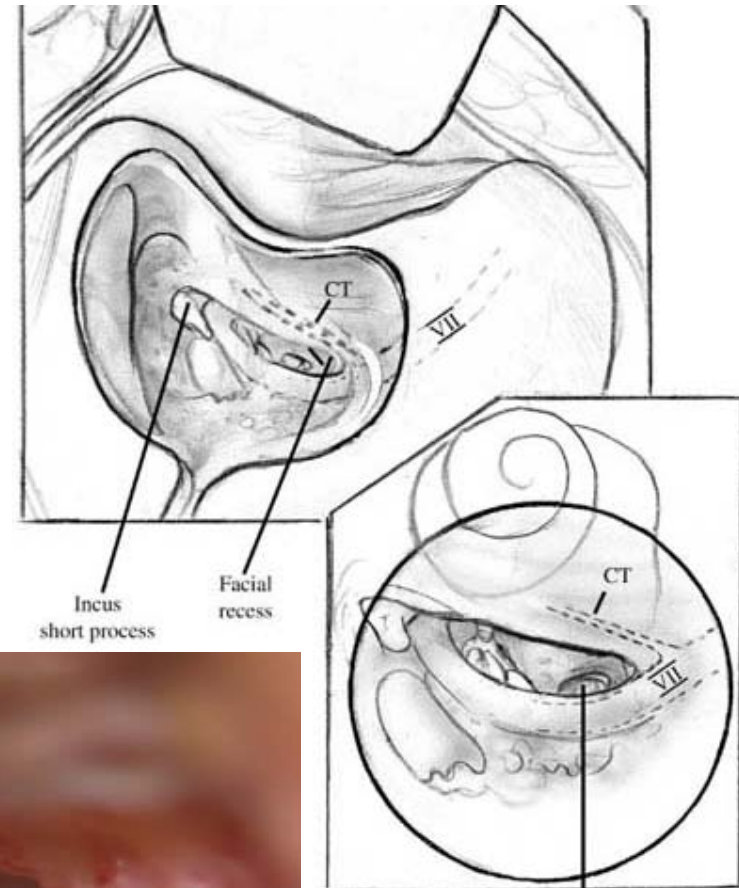 CT
VII
Incus
short process
Facial
recess
CT
VII